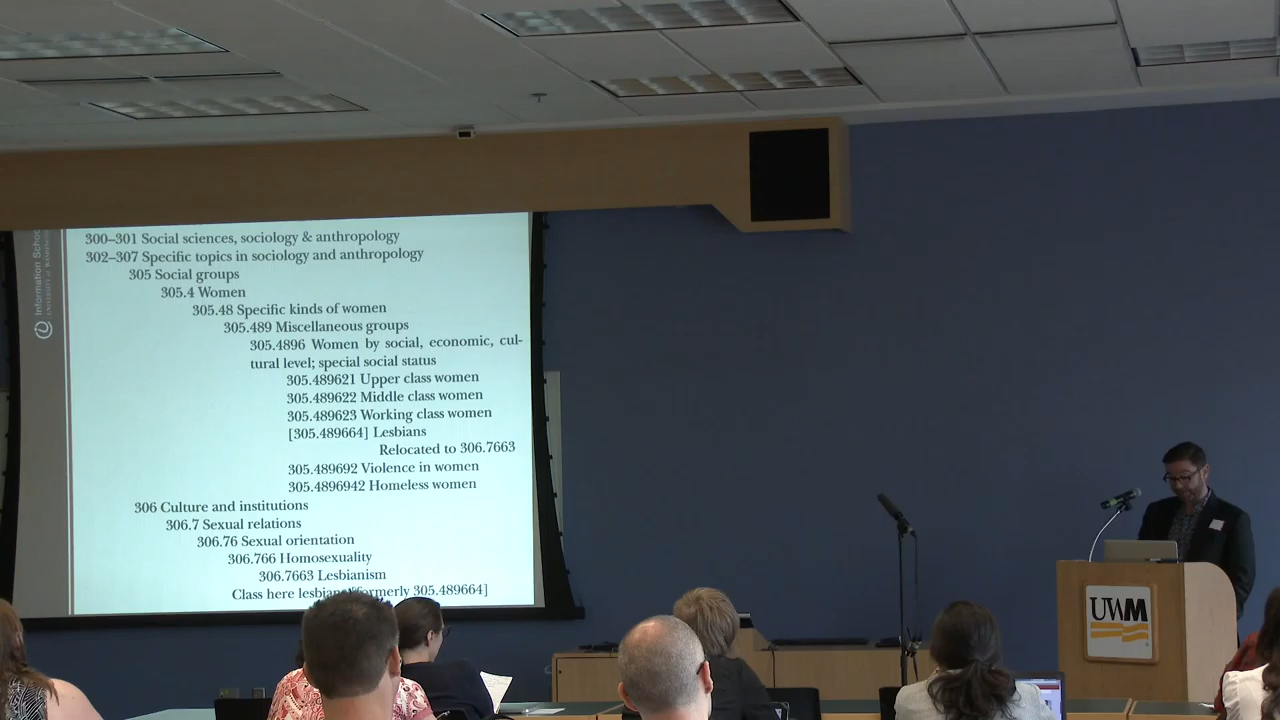 Information School
300–301 Social sciences, sociology & anthropology
302–307 Specific topics in sociology and anthropology
305 Social groups
305.4 Women
305.48 Specific kinds of women
305.489 Miscellaneous groups
305.4896 Women by social, economic, cul-
tural level; special social status
305.489621 Upper class women
305.489622 Middle class women
305.489623 Working class women
[305.489664] Lesbians
Relocated to 306.7663
305.489692 Violence in women
305.4896942 Homeless women
306 Culture and institutions
306.7 Sexual relations
306.76 Sexual orientation
306.766 Homosexuality
306.7663 Lesbianism
Class here lesbians formerly 305.489664]
UWM